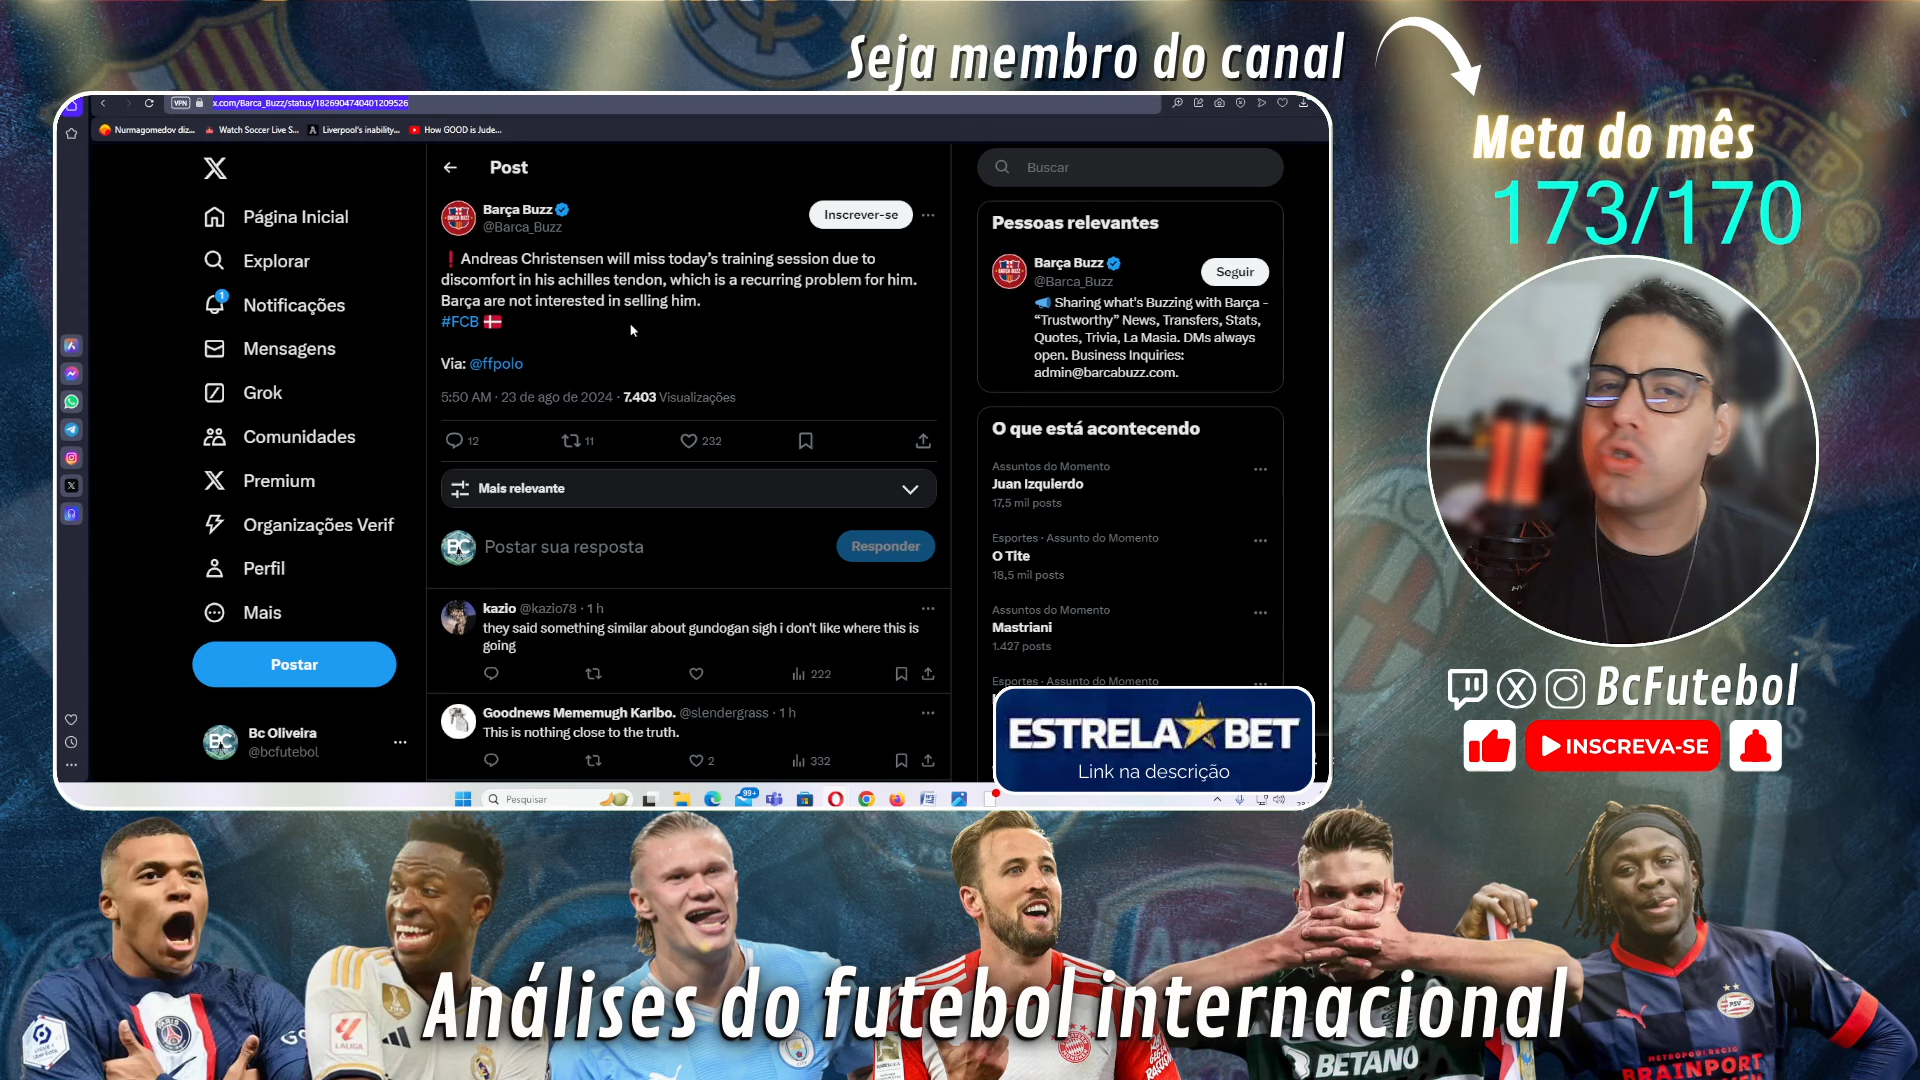 Seja membro do canal
Meta do mês
173/170
VPN
x.com/Barca_Buzz/status/1826904740401209526
Nurmagomedov diz...
Watch Soccer Live S...
Liverpool's inability...
How GOOD is Jude...
Página Inicial
Explorar
1
Notificações
Mensagens
Grok
Comunidades
Premium
Organizações Verif
Perfil
Mais
Postar
Bc Oliveira
@bcfutebol
Post
Barça Buzz
@Barca_Buzz
Inscrever-se
Andreas Christensen will miss today's training session due to
discomfort in his achilles tendon, which is a recurring problem for him.
Barça are not interested in selling him.
#FCB
Via: @ffpolo
5:50 AM · 23 de ago de 2024 · 7.403 Visualizações
12
11
232
Mais relevante
BC
Postar sua resposta
Responder
kazio @kazio78 · 1 h
they said something similar about gundogan sigh i don't like where this is
going
222
Goodnews Mememugh Karibo. @slendergrass · 1 h
This is nothing close to the truth.
2
332
Buscar
Pessoas relevantes
Barça Buzz
@Barca_Buzz
Seguir
Sharing what's Buzzing with Barça -
"Trustworthy" News, Transfers, Stats,
Quotes, Trivia, La Masia. DMs always
open. Business Inquiries:
admin@barcabuzz.com.
O que está acontecendo
Assuntos do Momento
Juan Izquierdo
17,5 mil posts
Esportes · Assunto do Momento
O Tite
18,5 mil posts
Assuntos do Momento
Mastriani
1.427 posts
Esportes · Assunto do Momento
ESTRELA BET
Link na descrição
Pesquisar
99+
BcFutebol
INSCREVA-SE
Análises do futebol internacional
PARIS
LALIGA
BETANO
PSV
METROPOOLREGIO
BRAINPORT